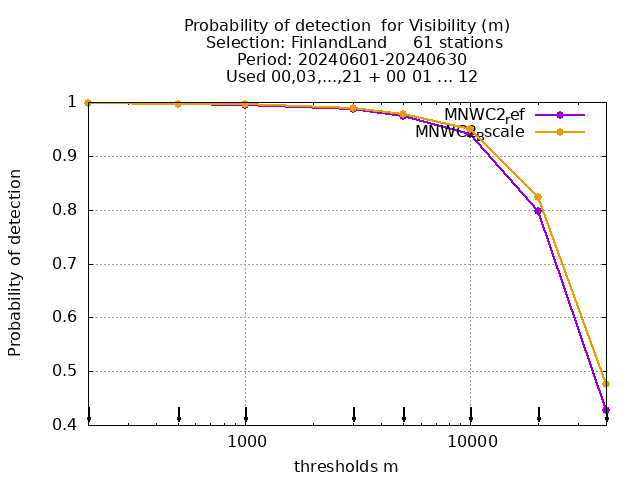 Probability of detection  for Visibility (m)
Selection: FinlandLand     61 stations
Period: 20240601-20240630
Used 00,03,...,21 + 00 01 ... 12
MNWC2ref
MNWC2Bscale
1
0.9
0.8
0.7
0.6
0.5
0.4
Probability of detection
1000
10000
thresholds m